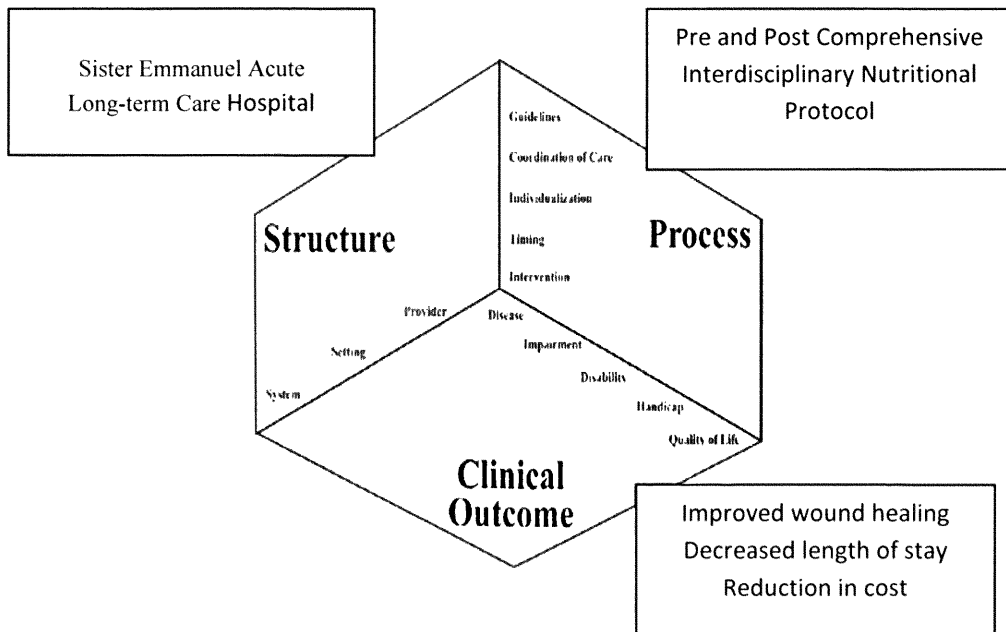 Sister Emmanuel Acute
Long-term Care Hospital
Pre and Post Comprehensive
Interdisciplinary Nutritional
Protocol
Guidelines
Coordination of Care
Individualization
Timing
Intervention
Structure
Process
Provider
Setting
System
Disease
Impairment
Disability
Handicap
Quality of Life
Clinical
Outcome
Improved wound healing
Decreased length of stay
Reduction in cost